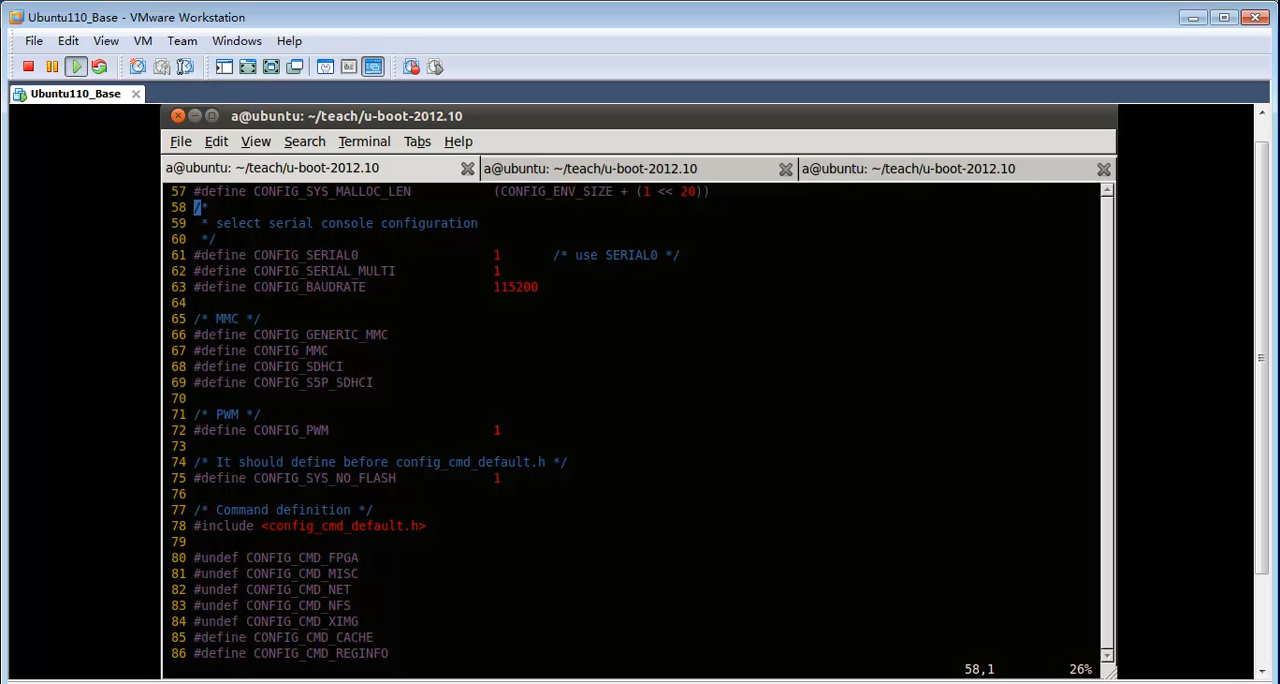 Ubuntu110_Base - VMware Workstation
File Edit View VM Team Windows Help
Ubuntu110_Base
a@ubuntu: ~/teach/u-boot-2012.10
File Edit View Search Terminal Tabs Help
a@ubuntu: ~/teach/u-boot-2012.10 a@ubuntu: ~/teach/u-boot-2012.10 a@ubuntu: ~/teach/u-boot-2012.10
57 #define CONFIG_SYS_MALLOC_LEN (CONFIG_ENV_SIZE + (1 << 20))
58 /*
59 * select serial console configuration
60 */
61 #define CONFIG_SERIAL0 1 /* use SERIAL0 */
62 #define CONFIG_SERIAL_MULTI 1
63 #define CONFIG_BAUDRATE 115200
64
65 /* MMC */
66 #define CONFIG_GENERIC_MMC
67 #define CONFIG_MMC
68 #define CONFIG_SDHCI
69 #define CONFIG_S5P_SDHCI
70
71 /* PWM */
72 #define CONFIG_PWM 1
73
74 /* It should define before config_cmd_default.h */
75 #define CONFIG_SYS_NO_FLASH 1
76
77 /* Command definition */
78 #include <config_cmd_default.h>
79
80 #undef CONFIG_CMD_FPGA
81 #undef CONFIG_CMD_MISC
82 #undef CONFIG_CMD_NET
83 #undef CONFIG_CMD_NFS
84 #undef CONFIG_CMD_XIMG
85 #define CONFIG_CMD_CACHE
86 #define CONFIG_CMD_REGINFO
58,1 26%